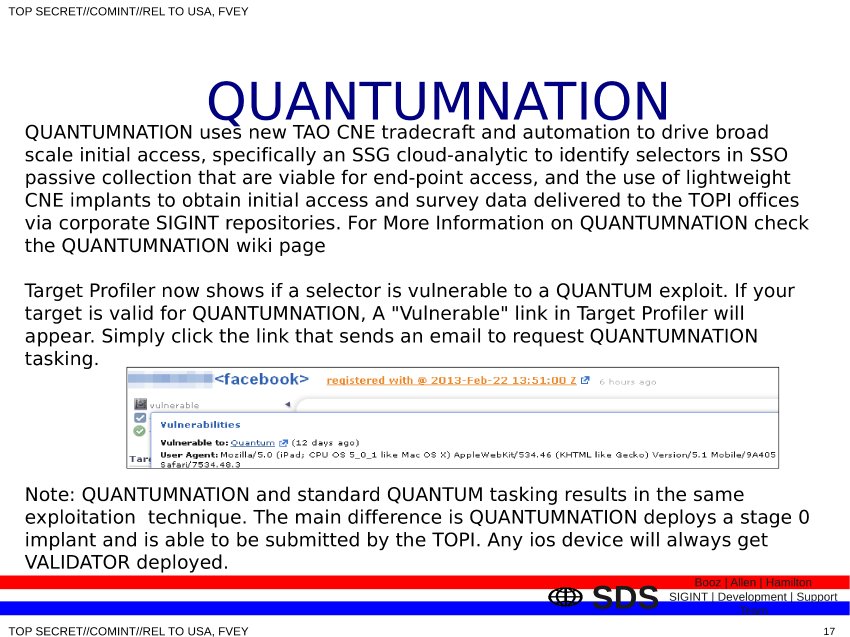 TOP SECRET//COMINT//REL TO USA, FVEY
QUANTUMNATION
QUANTUMNATION uses new TAO CNE tradecraft and automation to drive broad
scale initial access, specifically an SSG cloud-analytic to identify selectors in SSO
passive collection that are viable for end-point access, and the use of lightweight
CNE implants to obtain initial access and survey data delivered to the TOPI offices
via corporate SIGINT repositories. For More Information on QUANTUMNATION check
the QUANTUMNATION wiki page
Target Profiler now shows if a selector is vulnerable to a QUANTUM exploit. If your
target is valid for QUANTUMNATION, A "Vulnerable" link in Target Profiler will
appear. Simply click the link that sends an email to request QUANTUMNATION
tasking.
<facebook> registered with @ 2013-Feb-22 13:51:00 Z 6 hours ago
vulnerable
Vulnerabilities
Vulnerable to: Quantum (12 days ago)
User Agent: Mozilla/5.0 (iPad; CPU OS 5_0_1 like Mac OS X) AppleWebKit/534.46 (KHTML like Gecko) Version/5.1 Mobile/9A405
Safari/7534.48.3
Note: QUANTUMNATION and standard QUANTUM tasking results in the same
exploitation technique. The main difference is QUANTUMNATION deploys a stage 0
implant and is able to be submitted by the TOPI. Any ios device will always get
VALIDATOR deployed.
Booz | Allen | Hamilton
SDS SIGINT | Development | Support
TOP SECRET//COMINT//REL TO USA, FVEY
17